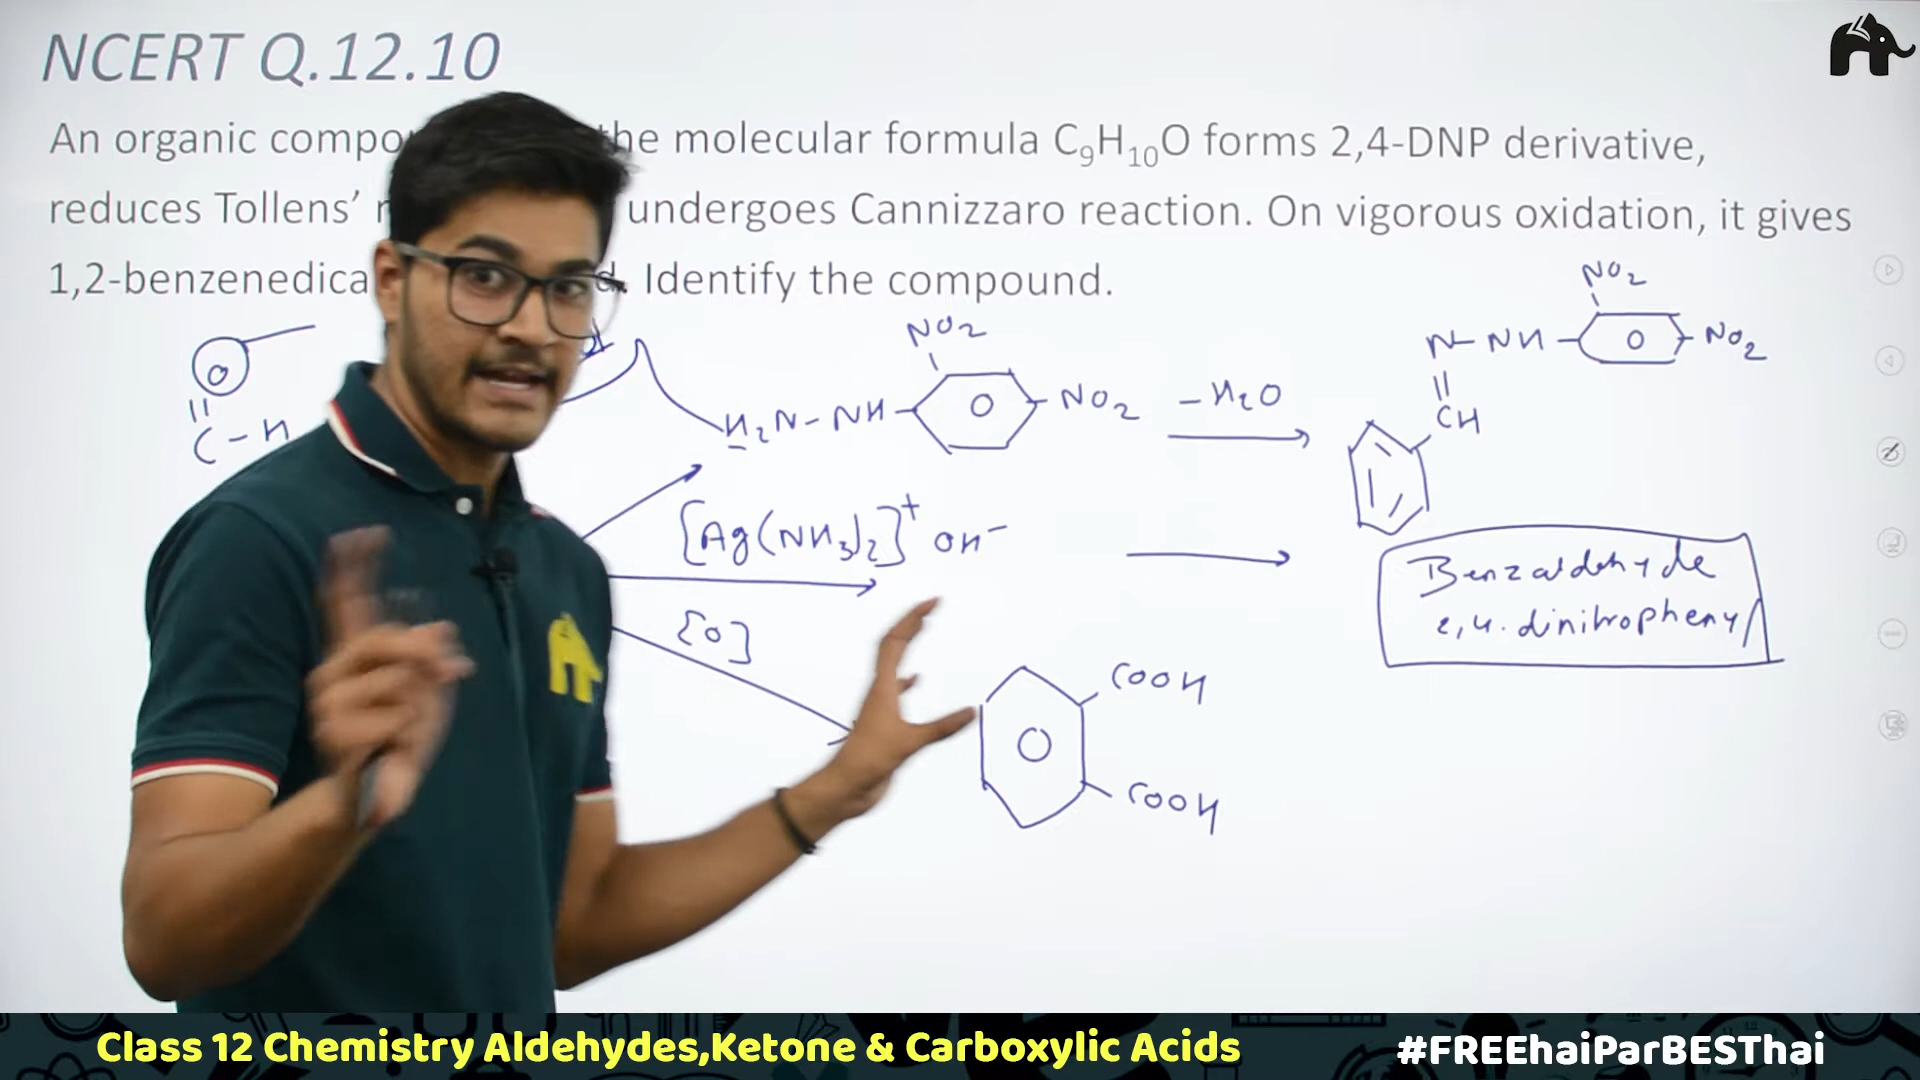 NCERT Q.12.10
An organic compo he molecular formula C₉H₁₀O forms 2,4-DNP derivative,
reduces Tollens’ undergoes Cannizzaro reaction. On vigorous oxidation, it gives
1,2-benzenedica d. Identify the compound.
NO₂
NO₂
N-NH- O -NO₂
O
||
C-H
H₂N-NH- O -NO₂
-H₂O
||
CH
[Ag(NH₃)₂]⁺ OH⁻
Benzaldehyde
2,4.dinitrophenyl
[O]
COOH
O
COOH
Class 12 Chemistry Aldehydes,Ketone & Carboxylic Acids
#FREEhaiParBESThai